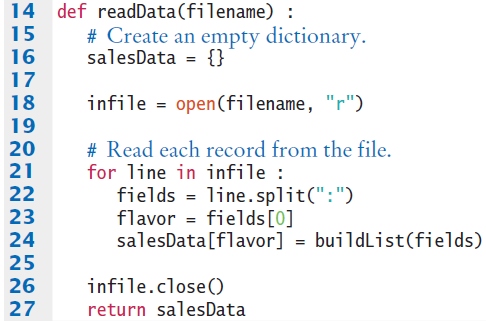 14 def readData(filename) :
15    # Create an empty dictionary.
16    salesData = {}
17
18    infile = open(filename, "r")
19
20    # Read each record from the file.
21    for line in infile :
22       fields = line.split(":")
23       flavor = fields[0]
24       salesData[flavor] = buildList(fields)
25
26    infile.close()
27    return salesData